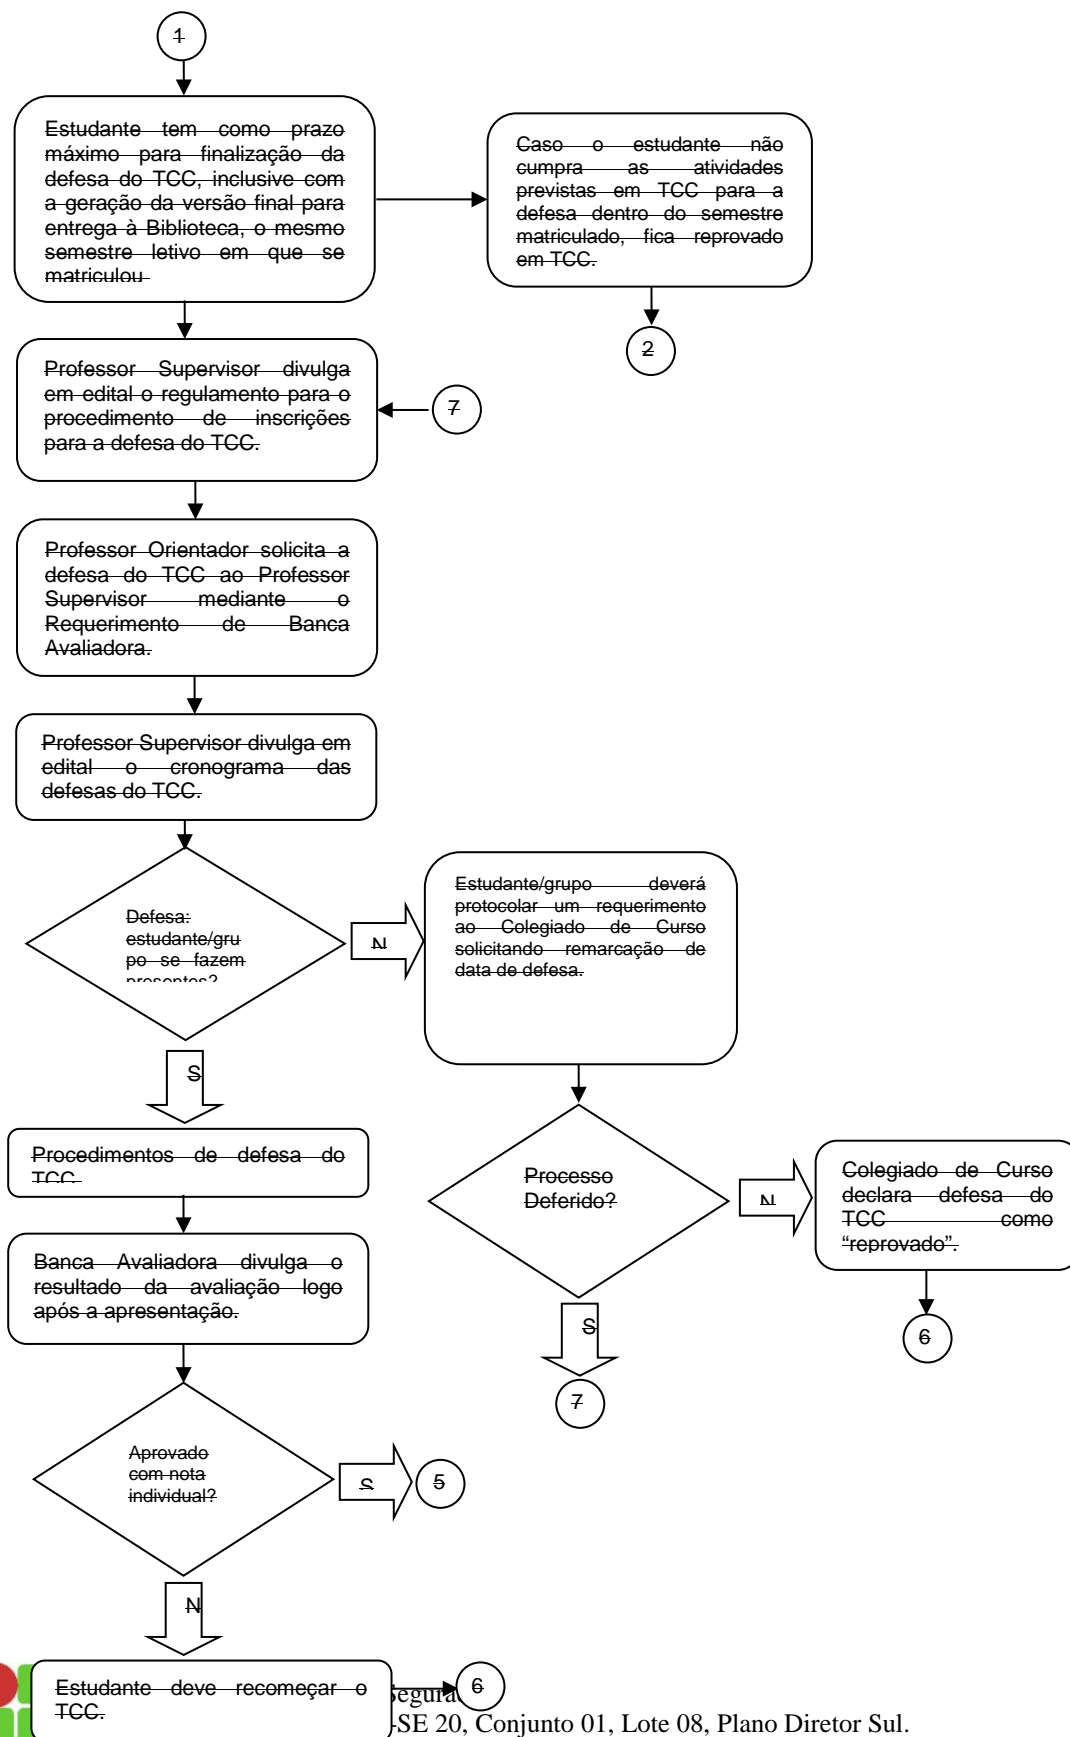 1
Estudante tem como prazo
máximo para finalização da
defesa do TCC, inclusive com
a geração da versão final para
entrega à Biblioteca, o mesmo
semestre letivo em que se
matriculou
Caso o estudante não
cumpra as atividades
previstas em TCC para a
defesa dentro do semestre
matriculado, fica reprovado
em TCC.
2
Professor Supervisor divulga
em edital o regulamento para o
procedimento de inscrições
para a defesa do TCC.
7
Professor Orientador solicita a
defesa do TCC ao Professor
Supervisor mediante o
Requerimento de Banca
Avaliadora.
Professor Supervisor divulga em
edital o cronograma das
defesas do TCC.
Defesa:
estudante/gru
po se fazem
presentes?
N
Estudante/grupo deverá
protocolar um requerimento
ao Colegiado de Curso
solicitando remarcação de
data de defesa.
S
Procedimentos de defesa do
TCC.
Processo
Deferido?
N
Colegiado de Curso
declara defesa do
TCC como
“reprovado”.
6
Banca Avaliadora divulga o
resultado da avaliação logo
após a apresentação.
S
7
Aprovado
com nota
individual?
S
5
N
Estudante deve recomeçar o
TCC.
6
-SE 20, Conjunto 01, Lote 08, Plano Diretor Sul.